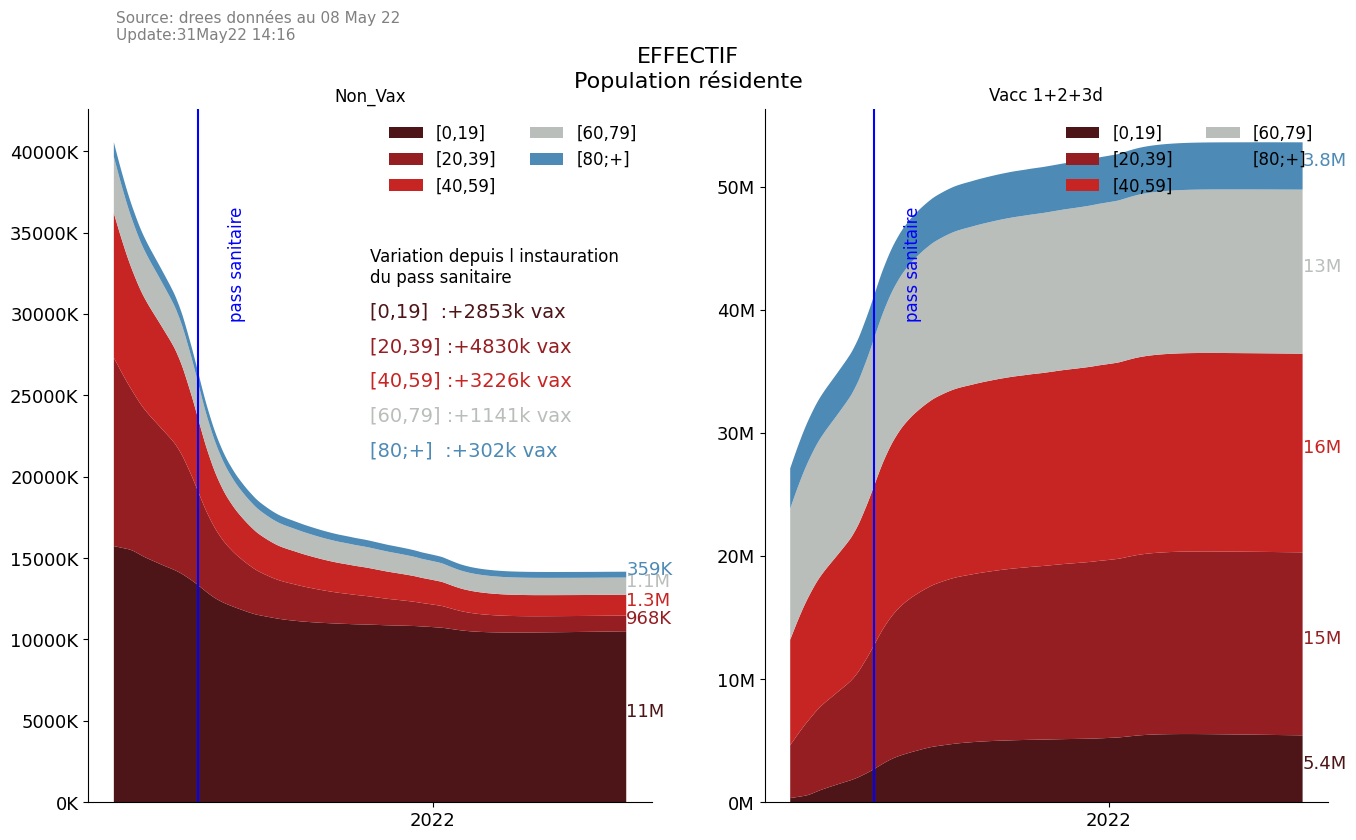 Source: drees données au 08 May 22
Update:31May22 14:16
EFFECTIF
Population résidente
Non_Vax
[0,19]
[20,39]
[40,59]
[60,79]
[80;+]
pass sanitaire
Variation depuis l instauration
du pass sanitaire
[0,19] :+2853k vax
[20,39] :+4830k vax
[40,59] :+3226k vax
[60,79] :+1141k vax
[80;+] :+302k vax
40000K
35000K
30000K
25000K
20000K
15000K
10000K
5000K
0K
359K
1.1M
1.3M
968K
11M
2022
Vacc 1+2+3d
[0,19]
[20,39]
[40,59]
[60,79]
[80;+]
pass sanitaire
50M
40M
30M
20M
10M
0M
3.8M
13M
16M
15M
5.4M
2022